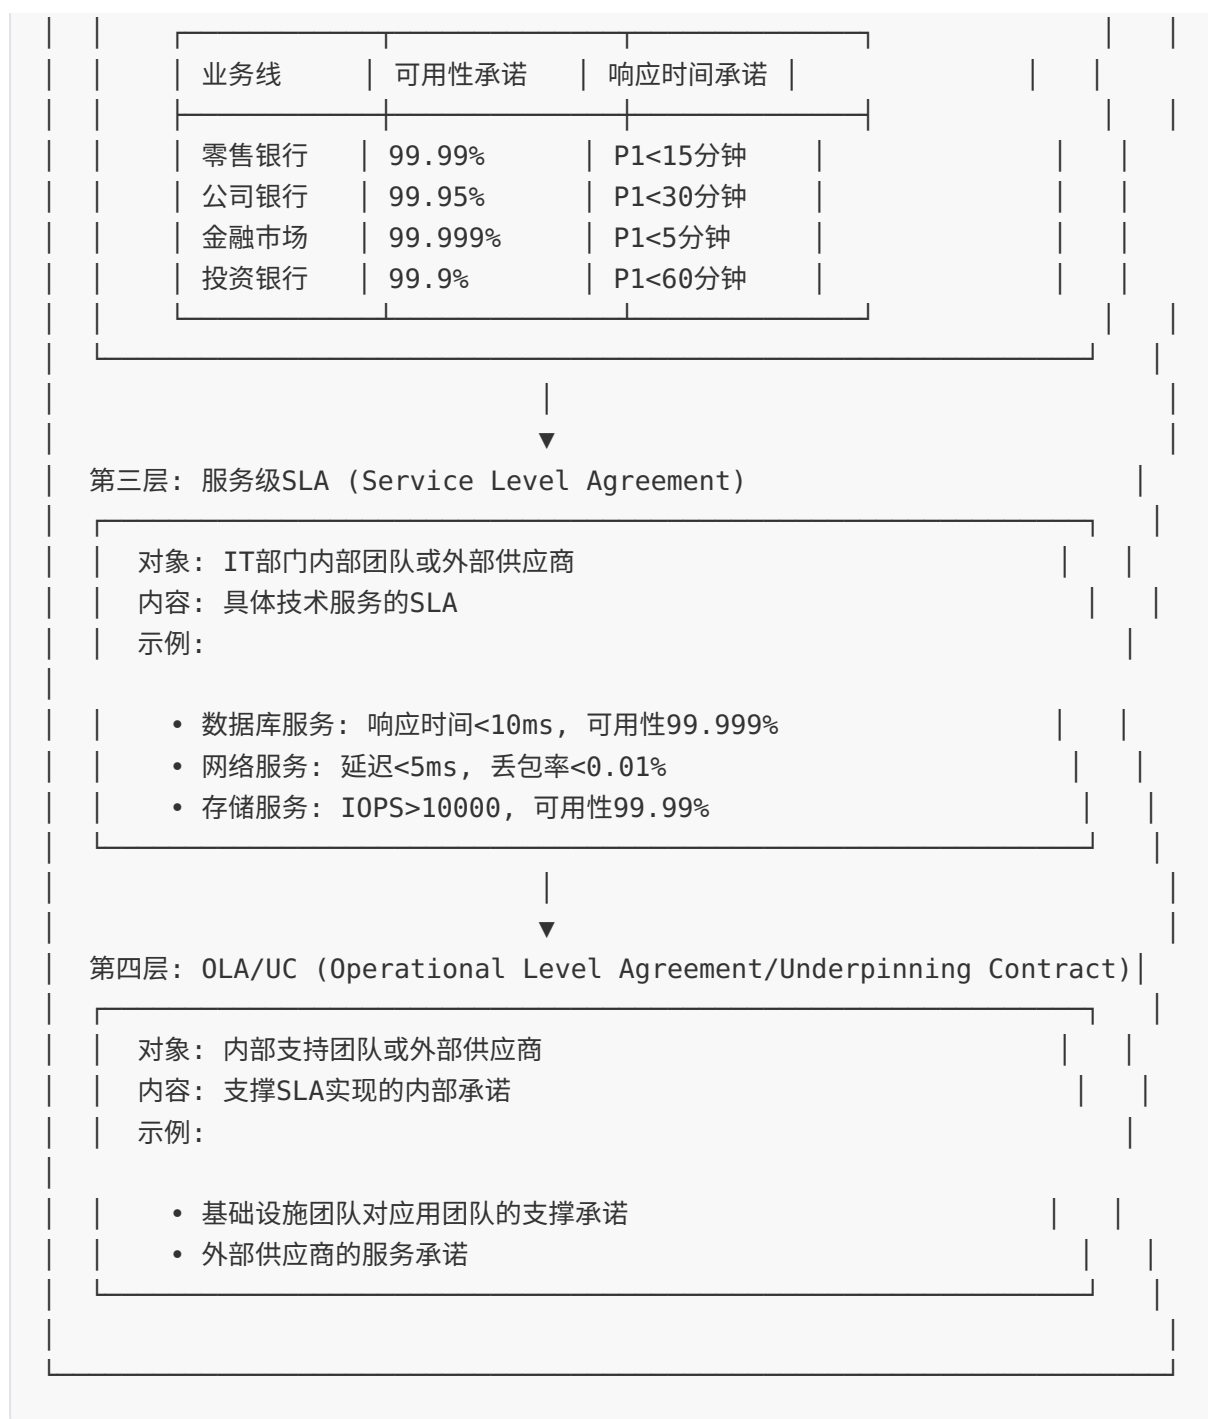 业务线 可用性承诺 响应时间承诺
零售银行 99.99% P1<15分钟
公司银行 99.95% P1<30分钟
金融市场 99.999% P1<5分钟
投资银行 99.9% P1<60分钟
▼
第三层: 服务级SLA (Service Level Agreement)
对象: IT部门内部团队或外部供应商
内容: 具体技术服务的SLA
示例:
• 数据库服务: 响应时间<10ms, 可用性99.999%
• 网络服务: 延迟<5ms, 丢包率<0.01%
• 存储服务: IOPS>10000, 可用性99.99%
▼
第四层: OLA/UC (Operational Level Agreement/Underpinning Contract)
对象: 内部支持团队或外部供应商
内容: 支撑SLA实现的内部承诺
示例:
• 基础设施团队对应用团队的支撑承诺
• 外部供应商的服务承诺